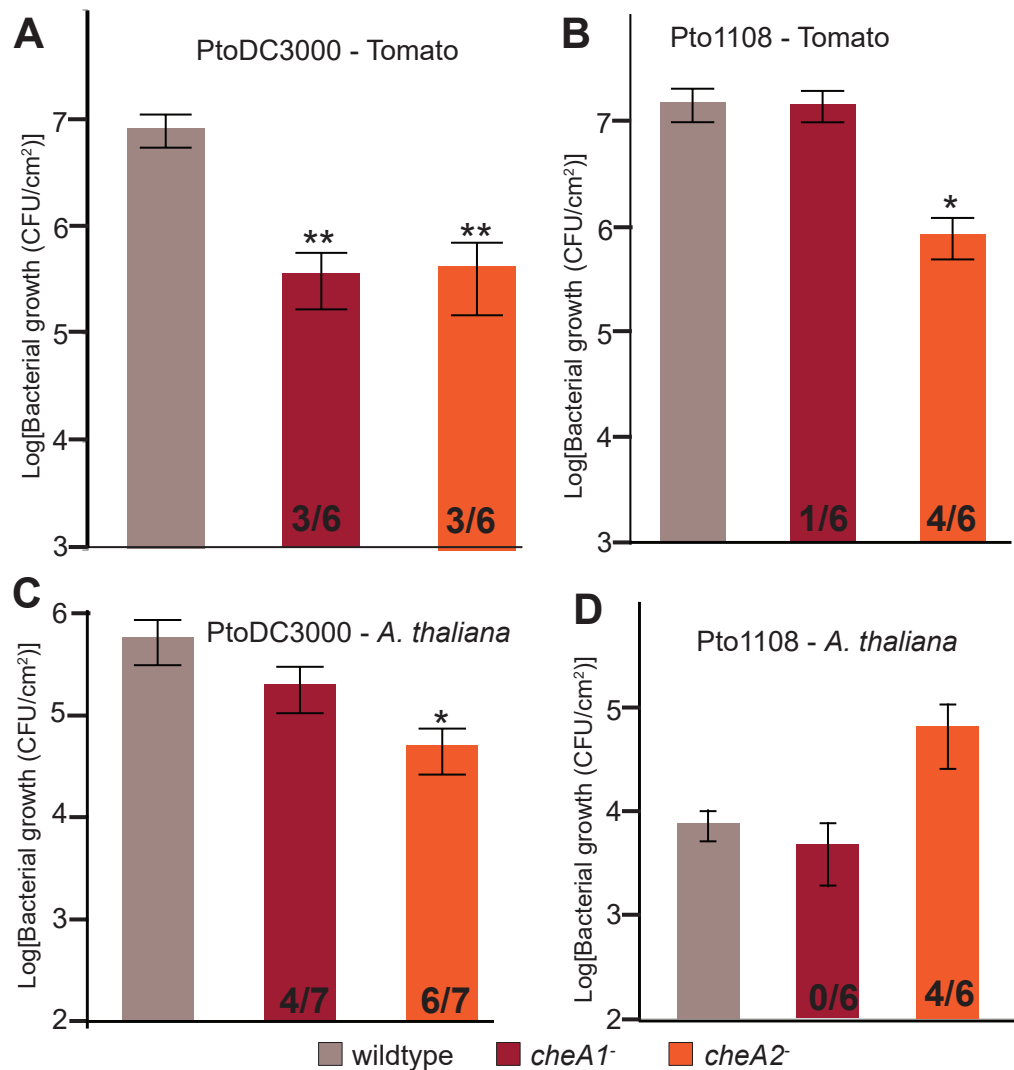 A
PtoDC3000 - Tomato
Log[Bacterial growth (CFU/cm²)]
7
6
5
4
3
**
**
3/6
3/6
B
Pto1108 - Tomato
Log[Bacterial growth (CFU/cm²)]
7
6
5
4
3
*
1/6
4/6
C
PtoDC3000 - A. thaliana
Log[Bacterial growth (CFU/cm²)]
6
5
4
3
2
*
4/7
6/7
D
Pto1108 - A. thaliana
Log[Bacterial growth (CFU/cm²)]
5
4
3
2
0/6
4/6
wildtype cheA1⁻ cheA2⁻